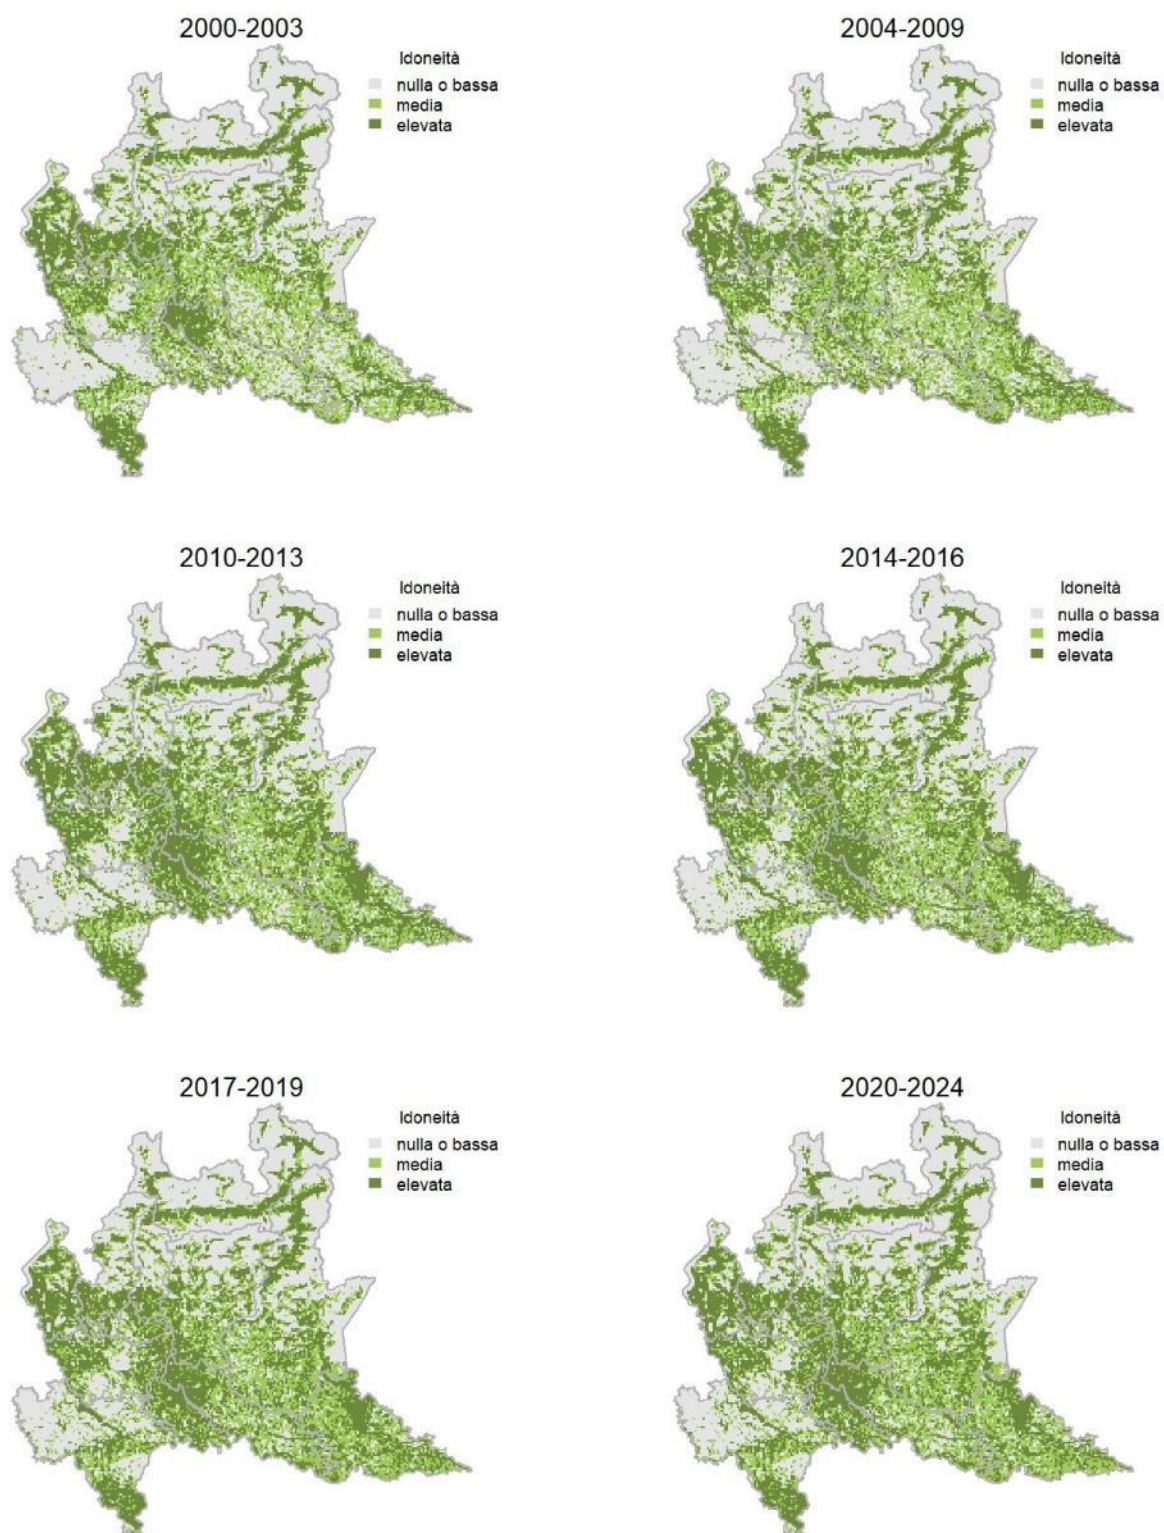 2000-2003
Idoneità
nulla o bassa
media
elevata
2004-2009
Idoneità
nulla o bassa
media
elevata
2010-2013
Idoneità
nulla o bassa
media
elevata
2014-2016
Idoneità
nulla o bassa
media
elevata
2017-2019
Idoneità
nulla o bassa
media
elevata
2020-2024
Idoneità
nulla o bassa
media
elevata